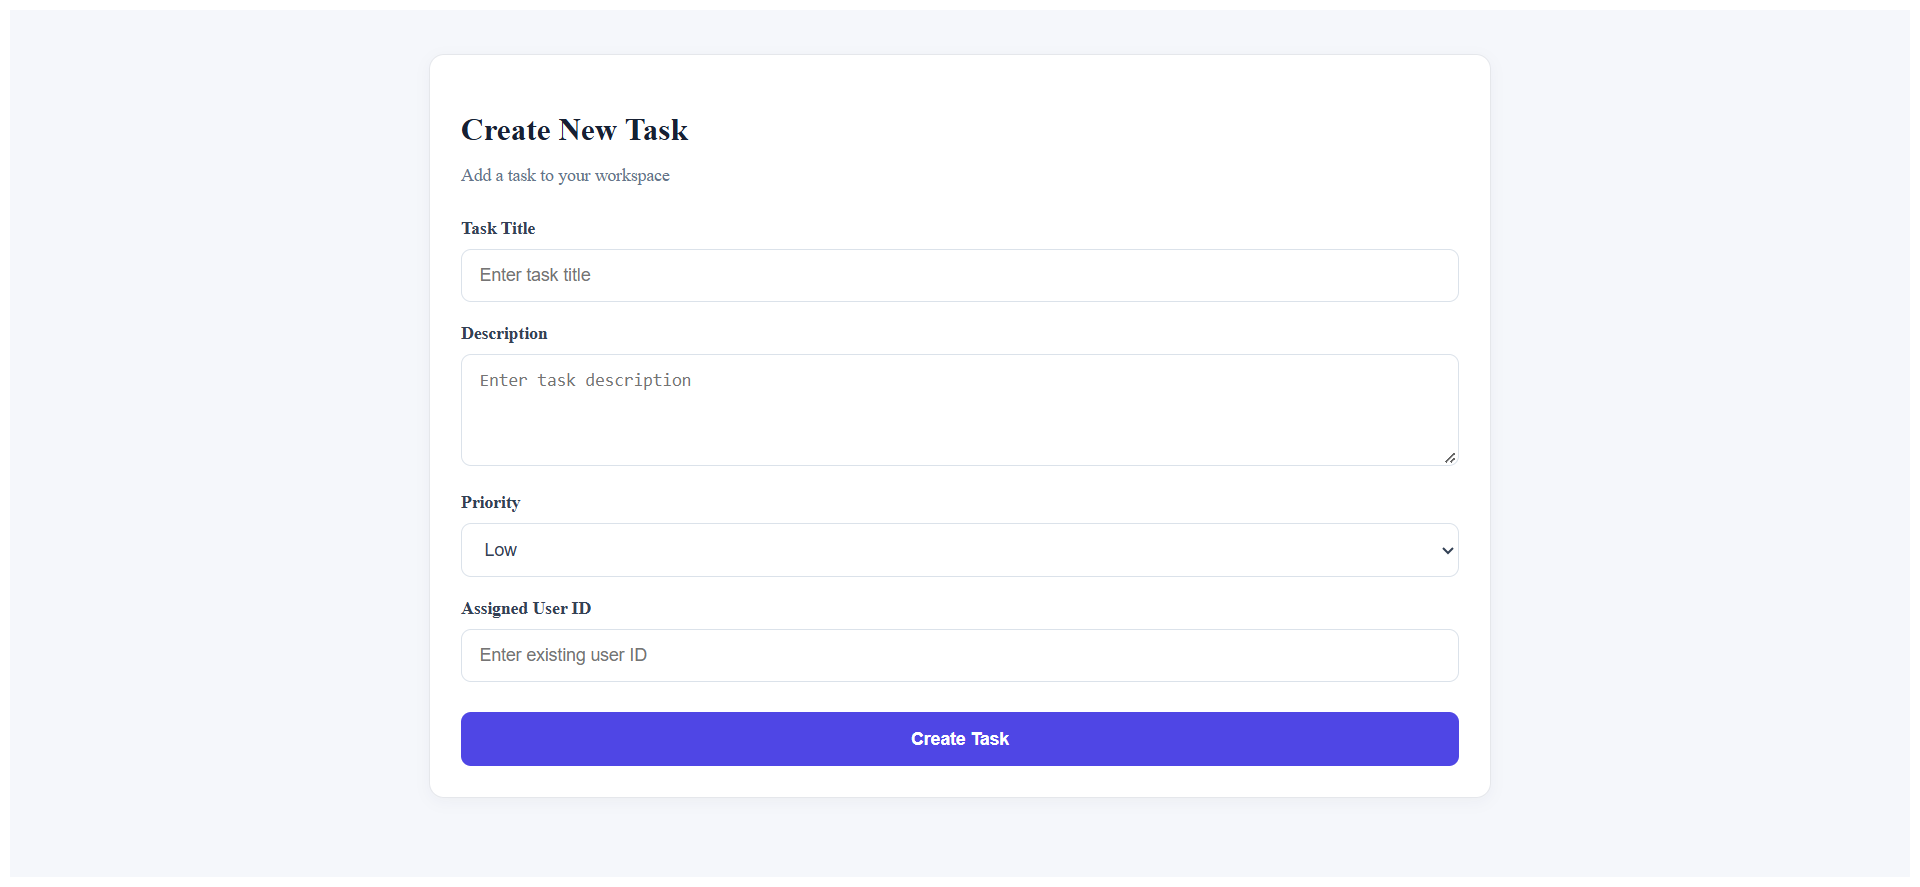 Create New Task
Add a task to your workspace
Task Title
Enter task title
Description
Enter task description
Priority
Low
Assigned User ID
Enter existing user ID
Create Task